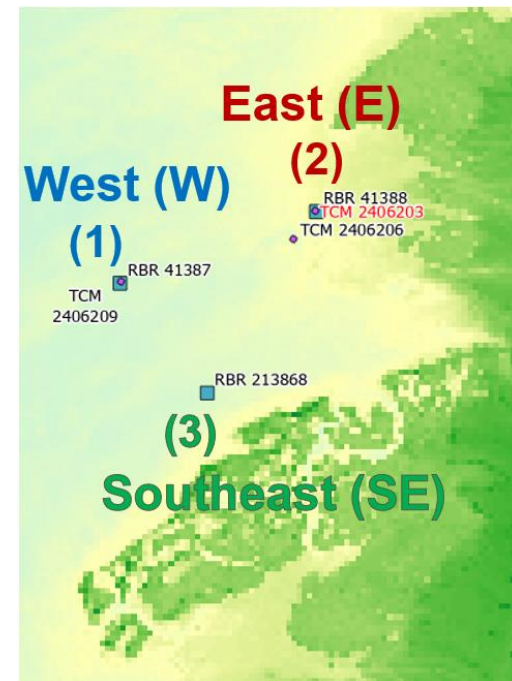 East (E)
(2)
West (W)
(1)
RBR 41388
TCM 2406203
TCM 2406206
RBR 41387
TCM
2406209
RBR 213868
(3)
Southeast (SE)